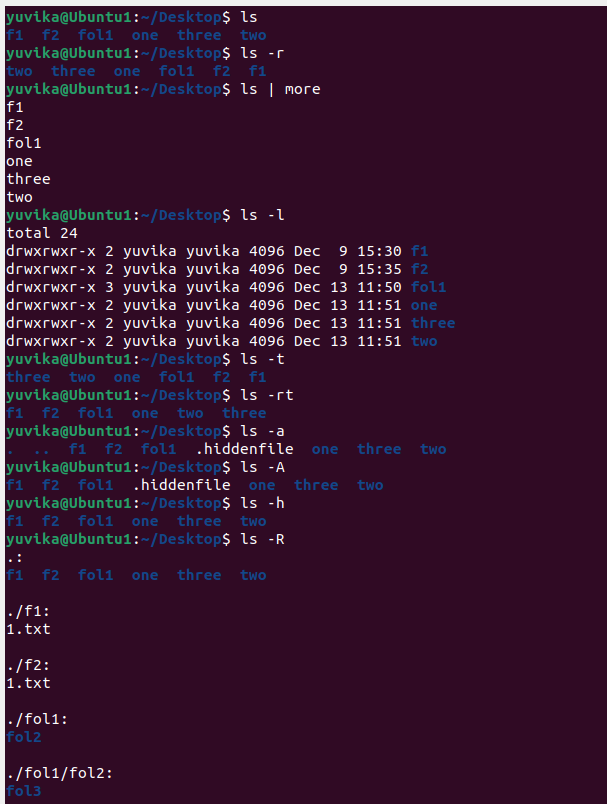 yuvika@Ubuntu1:~/Desktop$ ls
f1  f2  fol1  one  three  two
yuvika@Ubuntu1:~/Desktop$ ls -r
two  three  one  fol1  f2  f1
yuvika@Ubuntu1:~/Desktop$ ls | more
f1
f2
fol1
one
three
two
yuvika@Ubuntu1:~/Desktop$ ls -l
total 24
drwxrwxr-x 2 yuvika yuvika 4096 Dec  9 15:30 f1
drwxrwxr-x 2 yuvika yuvika 4096 Dec  9 15:35 f2
drwxrwxr-x 3 yuvika yuvika 4096 Dec 13 11:50 fol1
drwxrwxr-x 2 yuvika yuvika 4096 Dec 13 11:51 one
drwxrwxr-x 2 yuvika yuvika 4096 Dec 13 11:51 three
drwxrwxr-x 2 yuvika yuvika 4096 Dec 13 11:51 two
yuvika@Ubuntu1:~/Desktop$ ls -t
three  two  one  fol1  f2  f1
yuvika@Ubuntu1:~/Desktop$ ls -rt
f1  f2  fol1  one  two  three
yuvika@Ubuntu1:~/Desktop$ ls -a
.  ..  f1  f2  fol1  .hiddenfile  one  three  two
yuvika@Ubuntu1:~/Desktop$ ls -A
f1  f2  fol1  .hiddenfile  one  three  two
yuvika@Ubuntu1:~/Desktop$ ls -h
f1  f2  fol1  one  three  two
yuvika@Ubuntu1:~/Desktop$ ls -R
.:
f1  f2  fol1  one  three  two

./f1:
1.txt

./f2:
1.txt

./fol1:
fol2

./fol1/fol2:
fol3